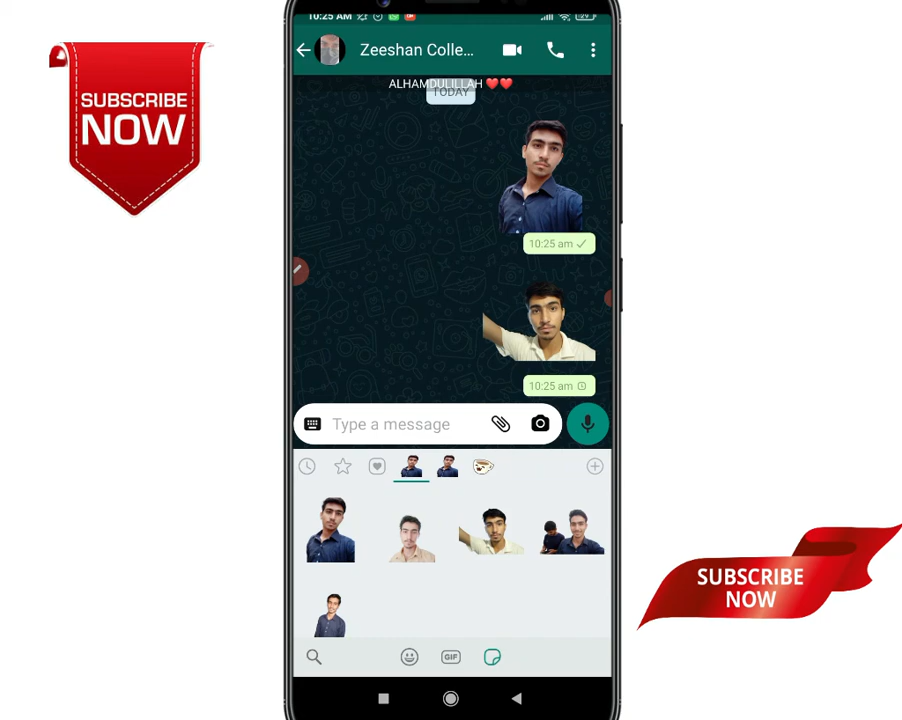 10:25 AM
SUBSCRIBE
NOW
Zeeshan Colle...
ALHAMDULILLAH ❤️❤️
TODAY
10:25 am
10:25 am
Type a message
GIF
SUBSCRIBE
NOW